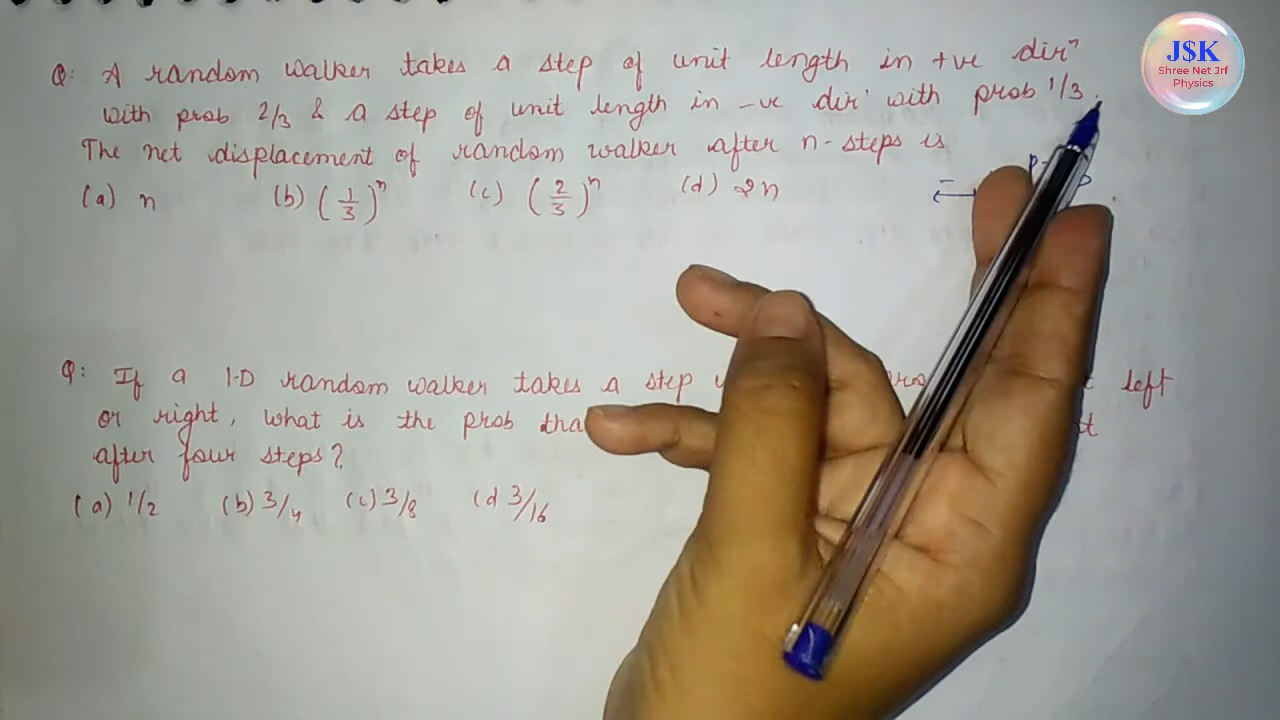 J$K
Shree Net Jrf
Physics
Q: A random walker takes a step of unit length in +ve dirⁿ
with prob 2/3 & a step of unit length in -ve dirⁿ with prob 1/3.
The net displacement of random walker after n-steps is
(a) n (b) (1/3)ⁿ (c) (2/3)ⁿ (d) 2n
Q: If a 1-D random walker takes a step left
or right, what is the prob
after four steps?
(a) 1/2 (b) 3/4 (c) 3/8 (d 3/16